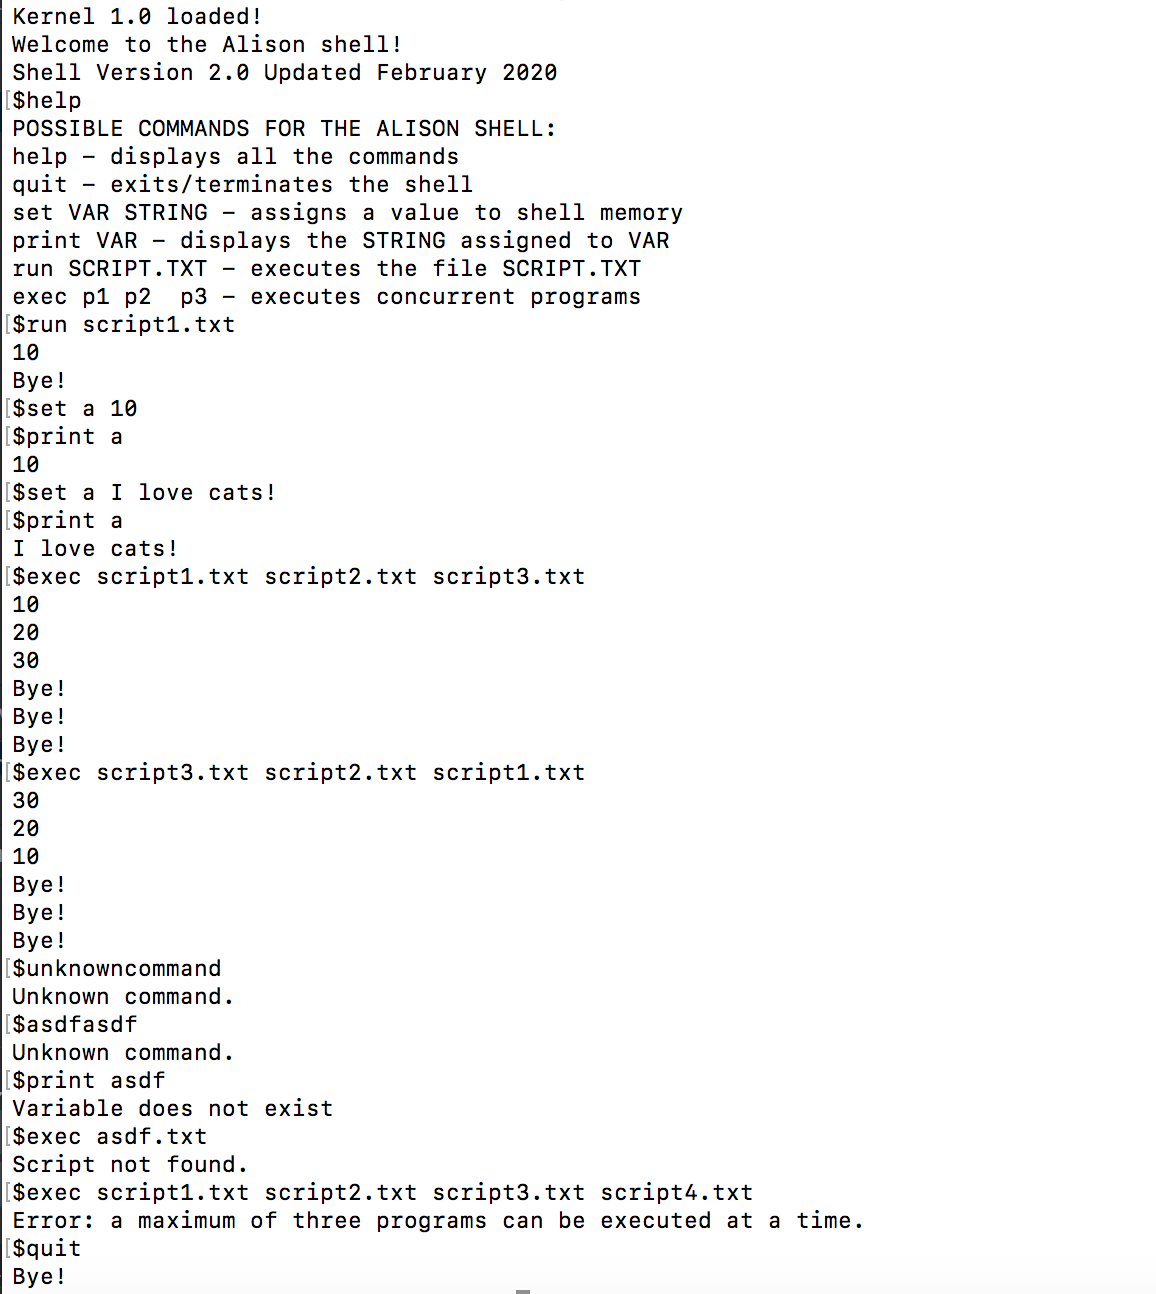 Kernel 1.0 loaded!
Welcome to the Alison shell!
Shell Version 2.0 Updated February 2020
[$help
POSSIBLE COMMANDS FOR THE ALISON SHELL:
help – displays all the commands
quit – exits/terminates the shell
set VAR STRING – assigns a value to shell memory
print VAR – displays the STRING assigned to VAR
run SCRIPT.TXT – executes the file SCRIPT.TXT
exec p1 p2  p3 – executes concurrent programs
[$run script1.txt
10
Bye!
[$set a 10
[$print a
10
[$set a I love cats!
[$print a
I love cats!
[$exec script1.txt script2.txt script3.txt
10
20
30
Bye!
Bye!
Bye!
[$exec script3.txt script2.txt script1.txt
30
20
10
Bye!
Bye!
Bye!
[$unknowncommand
Unknown command.
[$asdfasdf
Unknown command.
[$print asdf
Variable does not exist
[$exec asdf.txt
Script not found.
[$exec script1.txt script2.txt script3.txt script4.txt
Error: a maximum of three programs can be executed at a time.
[$quit
Bye!